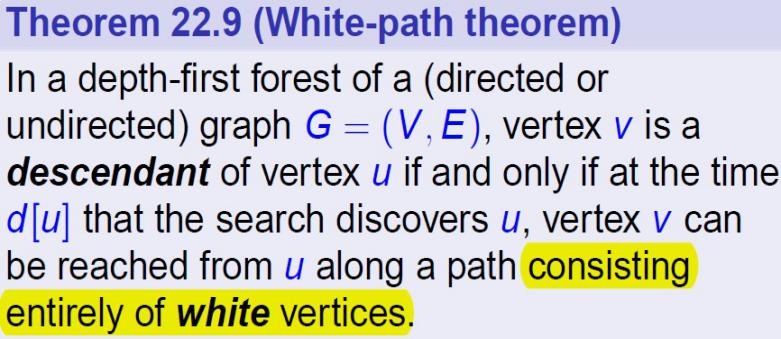 Theorem 22.9 (White-path theorem)
In a depth-first forest of a (directed or
undirected) graph G = (V, E), vertex v is a
descendant of vertex u if and only if at the time
d[u] that the search discovers u, vertex v can
be reached from u along a path consisting
entirely of white vertices.